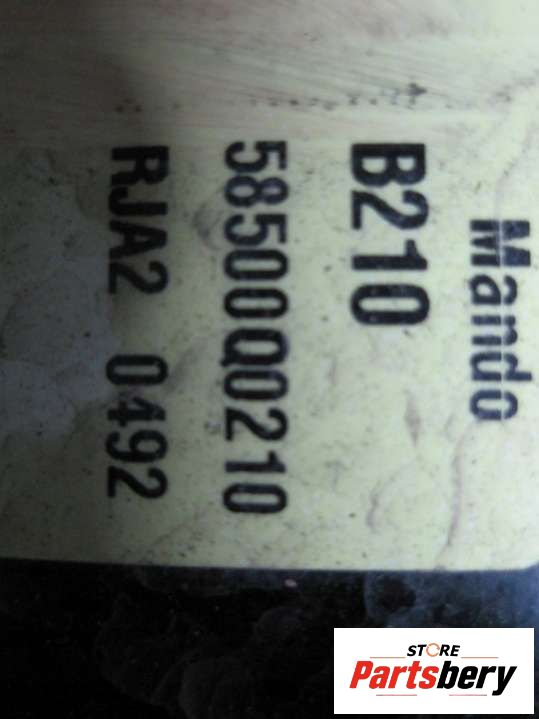 Mando
B210
58500Q0210
RJA2 0492
STORE
Partsbery